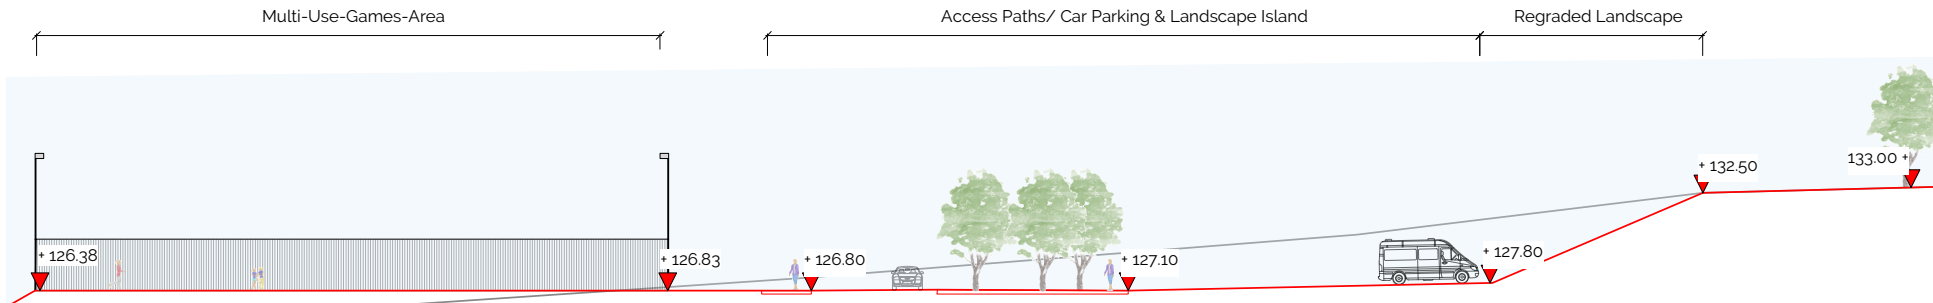 Multi-Use-Games-Area
Access Paths/ Car Parking & Landscape Island
Regraded Landscape
+ 132.50
133.00 +
+ 126.38
+ 126.83
+ 126.80
+ 127.10
+ 127.80